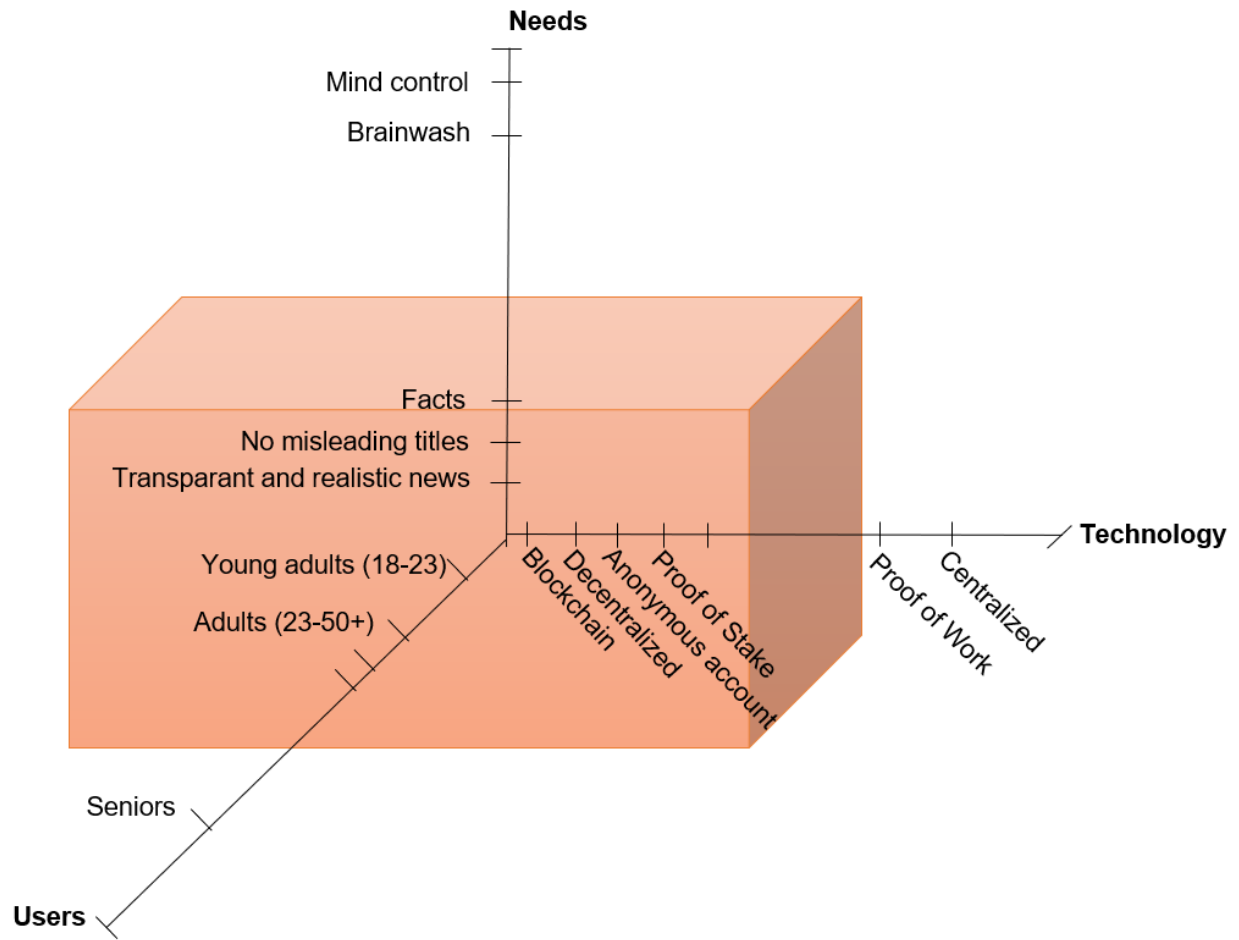 Needs
Mind control
Brainwash
Facts
No misleading titles
Transparant and realistic news
Technology
Young adults (18-23)
Adults (23-50+)
Blockchain
Decentralized
Anonymous account
Proof of Stake
Proof of Work
Centralized
Seniors
Users